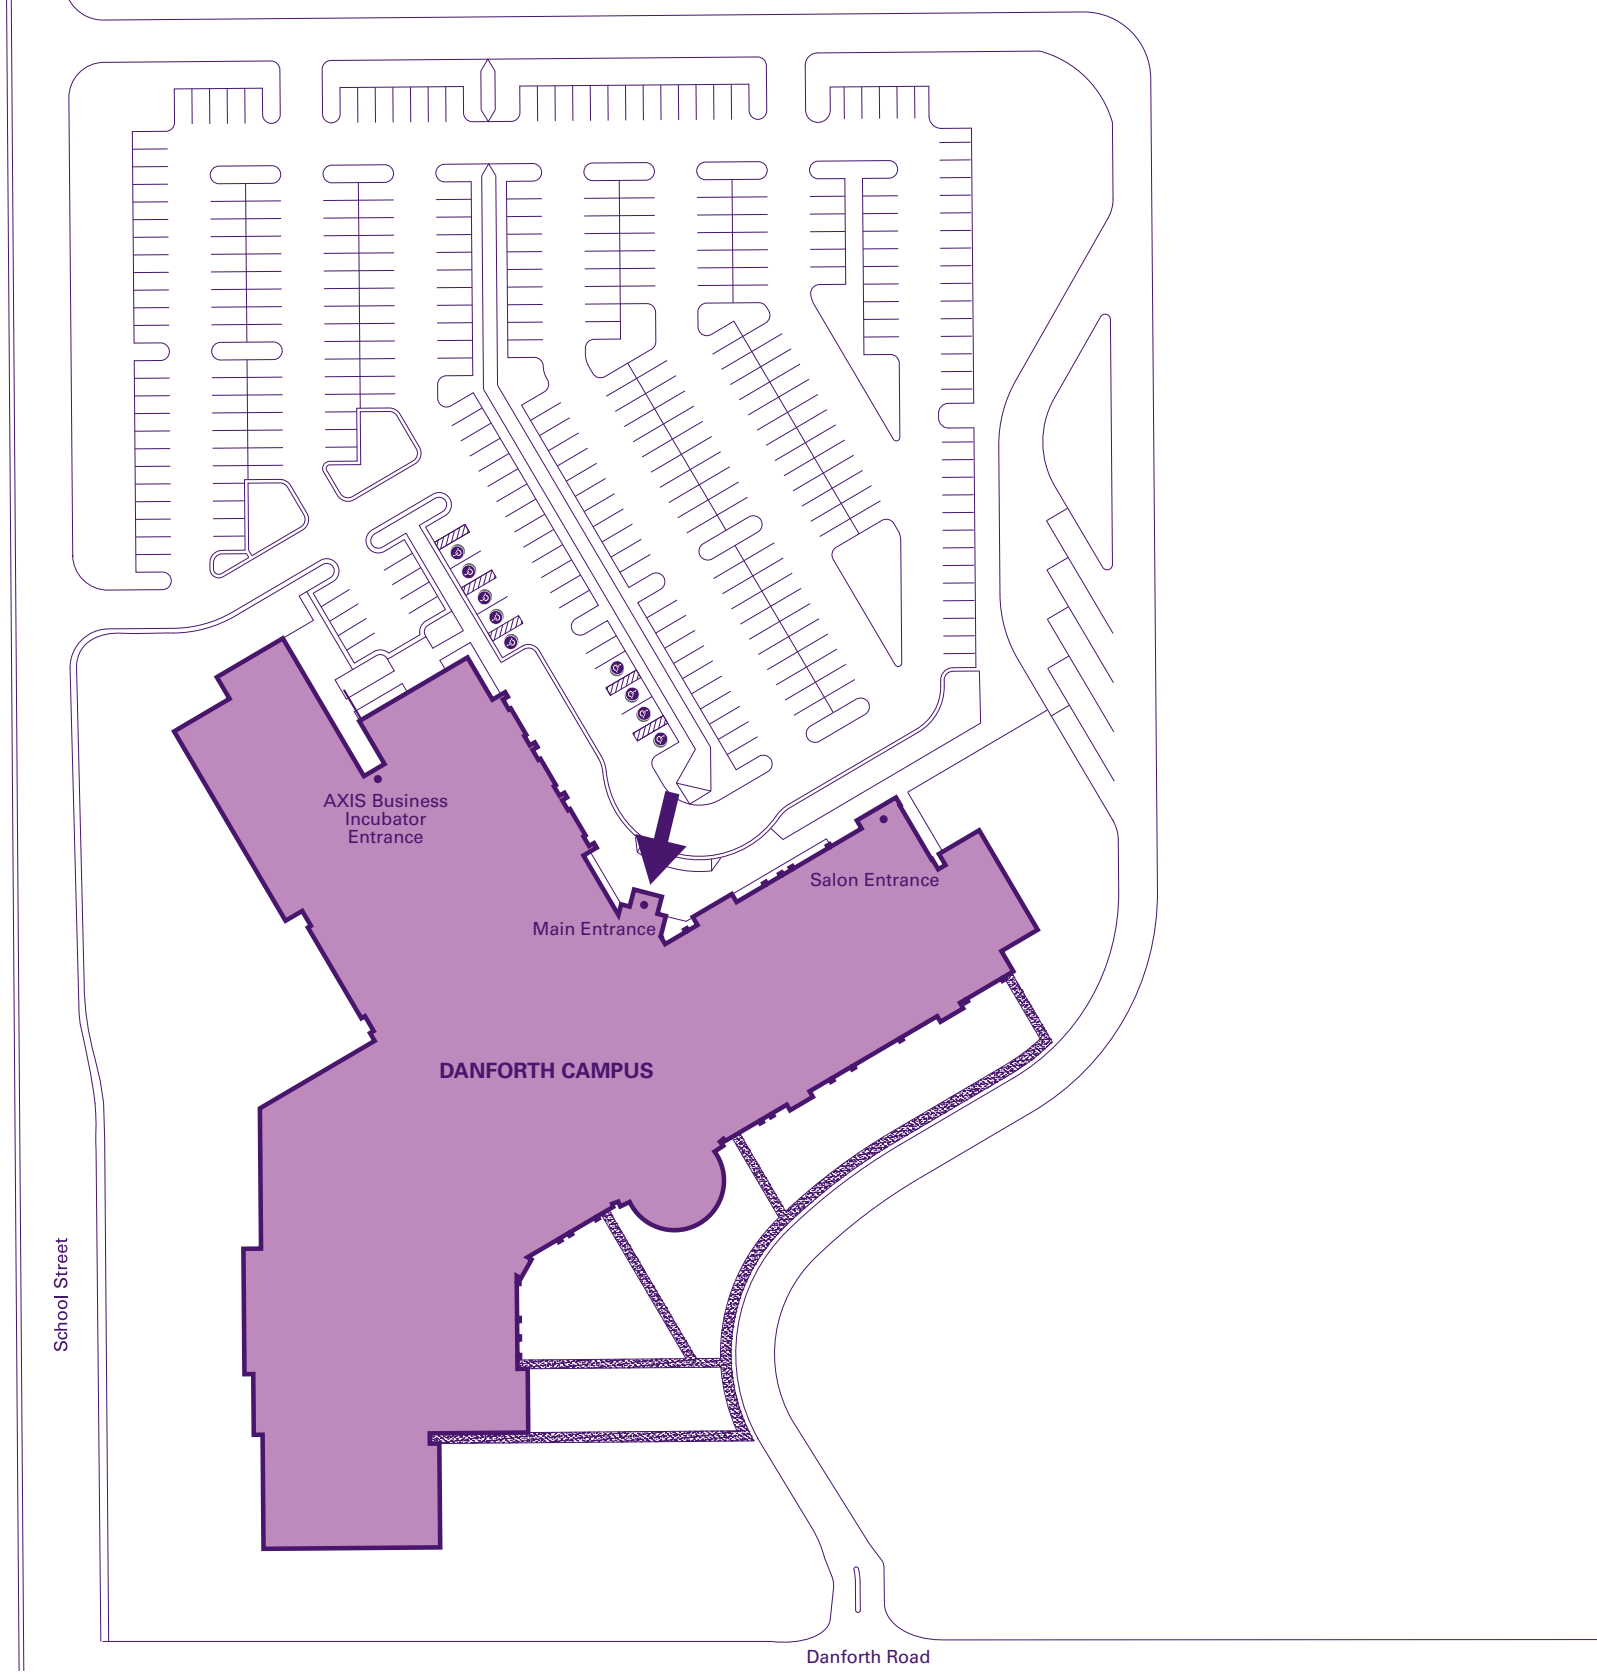 AXIS Business
Incubator
Entrance
Salon Entrance
Main Entrance
DANFORTH CAMPUS
School Street
Danforth Road